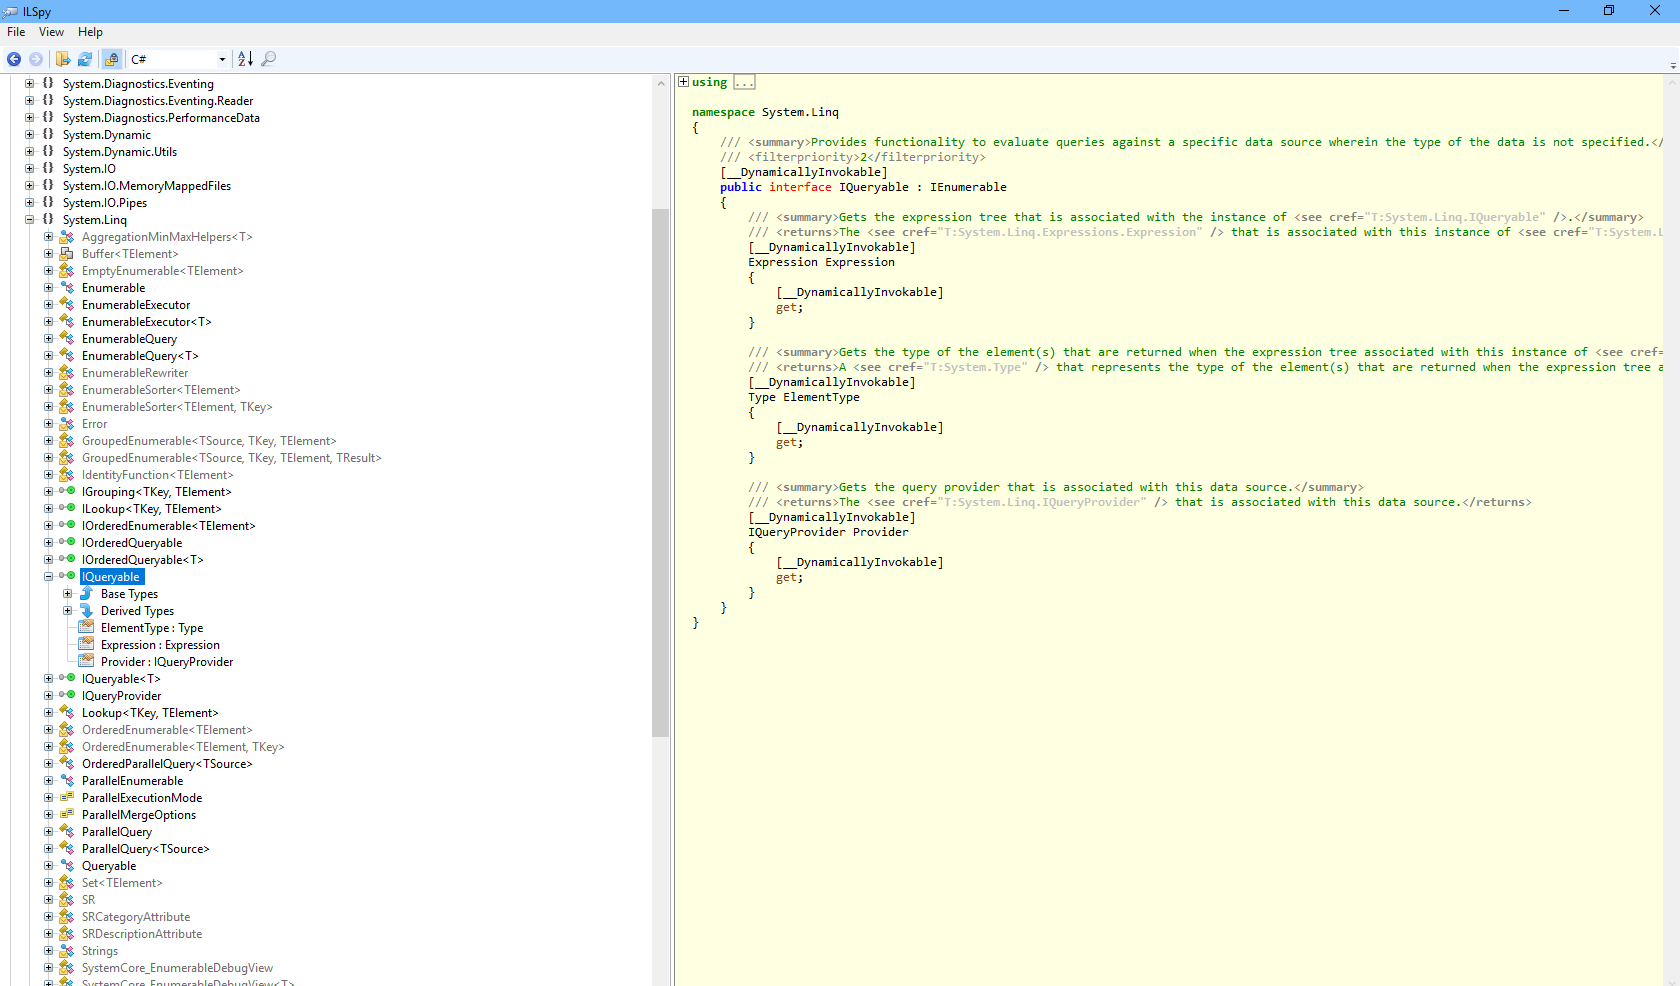 ILSpy
File View Help
C#
System.Diagnostics.Eventing
System.Diagnostics.Eventing.Reader
System.Diagnostics.PerformanceData
System.Dynamic
System.Dynamic.Utils
System.IO
System.IO.MemoryMappedFiles
System.IO.Pipes
System.Linq
AggregationMinMaxHelpers<T>
Buffer<TElement>
EmptyEnumerable<TElement>
Enumerable
EnumerableExecutor
EnumerableExecutor<T>
EnumerableQuery
EnumerableQuery<T>
EnumerableRewriter
EnumerableSorter<TElement>
EnumerableSorter<TElement, TKey>
Error
GroupedEnumerable<TSource, TKey, TElement>
GroupedEnumerable<TSource, TKey, TElement, TResult>
IdentityFunction<TElement>
IGrouping<TKey, TElement>
ILookup<TKey, TElement>
IOrderedEnumerable<TElement>
IOrderedQueryable
IOrderedQueryable<T>
IQueryable
Base Types
Derived Types
ElementType : Type
Expression : Expression
Provider : IQueryProvider
IQueryable<T>
IQueryProvider
Lookup<TKey, TElement>
OrderedEnumerable<TElement>
OrderedEnumerable<TElement, TKey>
OrderedParallelQuery<TSource>
ParallelEnumerable
ParallelExecutionMode
ParallelMergeOptions
ParallelQuery
ParallelQuery<TSource>
Queryable
Set<TElement>
SR
SRCategoryAttribute
SRDescriptionAttribute
Strings
SystemCore_EnumerableDebugView
SystemCore_EnumerableDebugView<T>
using ...
namespace System.Linq
{
/// <summary>Provides functionality to evaluate queries against a specific data source wherein the type of the data is not specified.</
/// <filterpriority>2</filterpriority>
[__DynamicallyInvokable]
public interface IQueryable : IEnumerable
{
/// <summary>Gets the expression tree that is associated with the instance of <see cref="T:System.Linq.IQueryable" />.</summary>
/// <returns>The <see cref="T:System.Linq.Expressions.Expression" /> that is associated with this instance of <see cref="T:System.L
[__DynamicallyInvokable]
Expression Expression
{
[__DynamicallyInvokable]
get;
}
/// <summary>Gets the type of the element(s) that are returned when the expression tree associated with this instance of <see cref=
/// <returns>A <see cref="T:System.Type" /> that represents the type of the element(s) that are returned when the expression tree a
[__DynamicallyInvokable]
Type ElementType
{
[__DynamicallyInvokable]
get;
}
/// <summary>Gets the query provider that is associated with this data source.</summary>
/// <returns>The <see cref="T:System.Linq.IQueryProvider" /> that is associated with this data source.</returns>
[__DynamicallyInvokable]
IQueryProvider Provider
{
[__DynamicallyInvokable]
get;
}
}
}